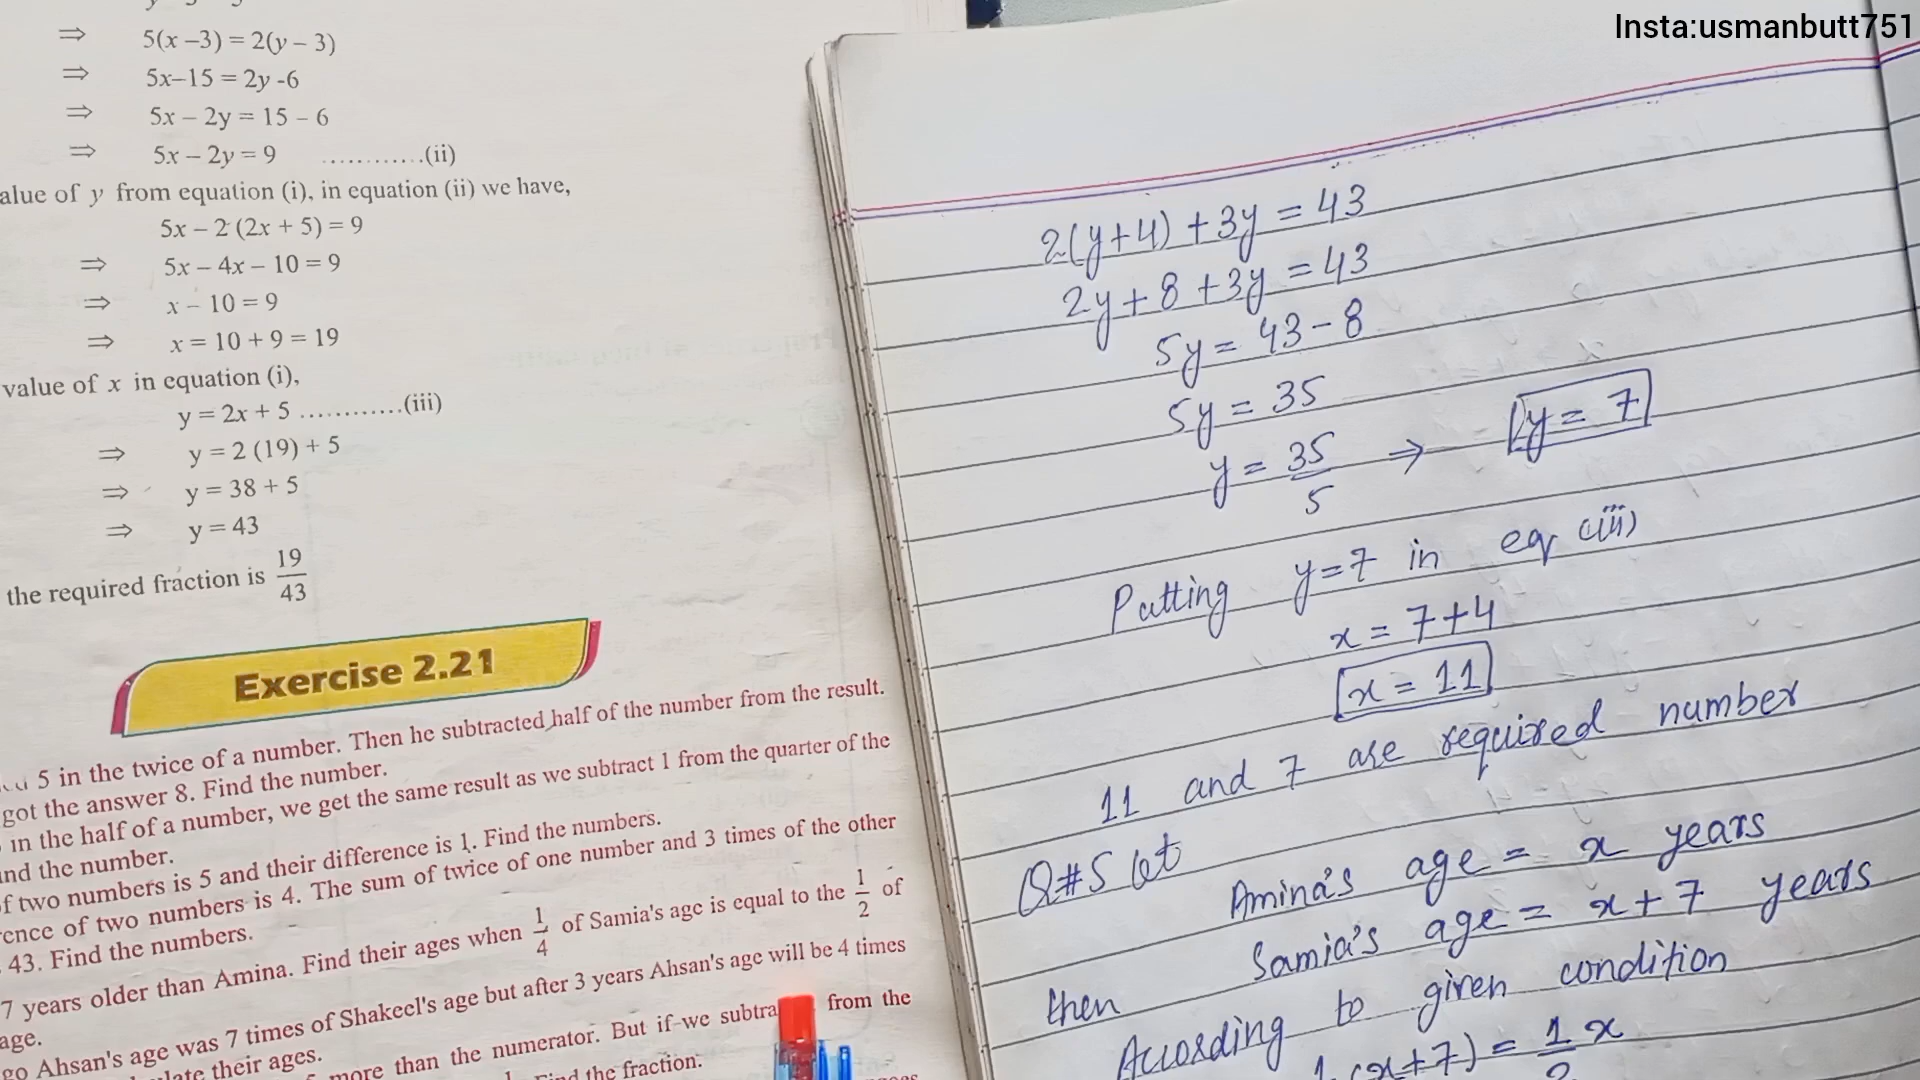 Insta:usmanbutt751
⇒ 5(x –3) = 2(y – 3)
⇒ 5x–15 = 2y -6
⇒ 5x – 2y = 15 – 6
⇒ 5x – 2y = 9 ............(ii)
alue of y from equation (i), in equation (ii) we have,
5x – 2 (2x + 5) = 9
⇒ 5x – 4x – 10 = 9
⇒ x – 10 = 9
⇒ x = 10 + 9 = 19
value of x in equation (i),
y = 2x + 5 ............(iii)
⇒ y = 2 (19) + 5
⇒ y = 38 + 5
⇒ y = 43
the required fraction is 19/43
Exercise 2.21
5 in the twice of a number. Then he subtracted half of the number from the result.
got the answer 8. Find the number.
in the half of a number, we get the same result as we subtract 1 from the quarter of the
nd the number.
f two numbers is 5 and their difference is 1. Find the numbers.
ence of two numbers is 4. The sum of twice of one number and 3 times of the other
43. Find the numbers.
7 years older than Amina. Find their ages when 1/4 of Samia's age is equal to the 1/2 of
age.
go Ahsan's age was 7 times of Shakeel's age but after 3 years Ahsan's age will be 4 times
late their ages.
more than the numerator. But if we subtra from the
ind the fraction.
2(y+4) + 3y = 43
2y + 8 + 3y = 43
5y = 43 - 8
5y = 35
y = 35/5 ⇒ y = 7
Putting y=7 in eq (iii)
x = 7+4
x = 11
11 and 7 are required number
Q#5 let Amina's age = x years
Samia's age = x + 7 years
then According to given condition
(x+7) = 1/2 x